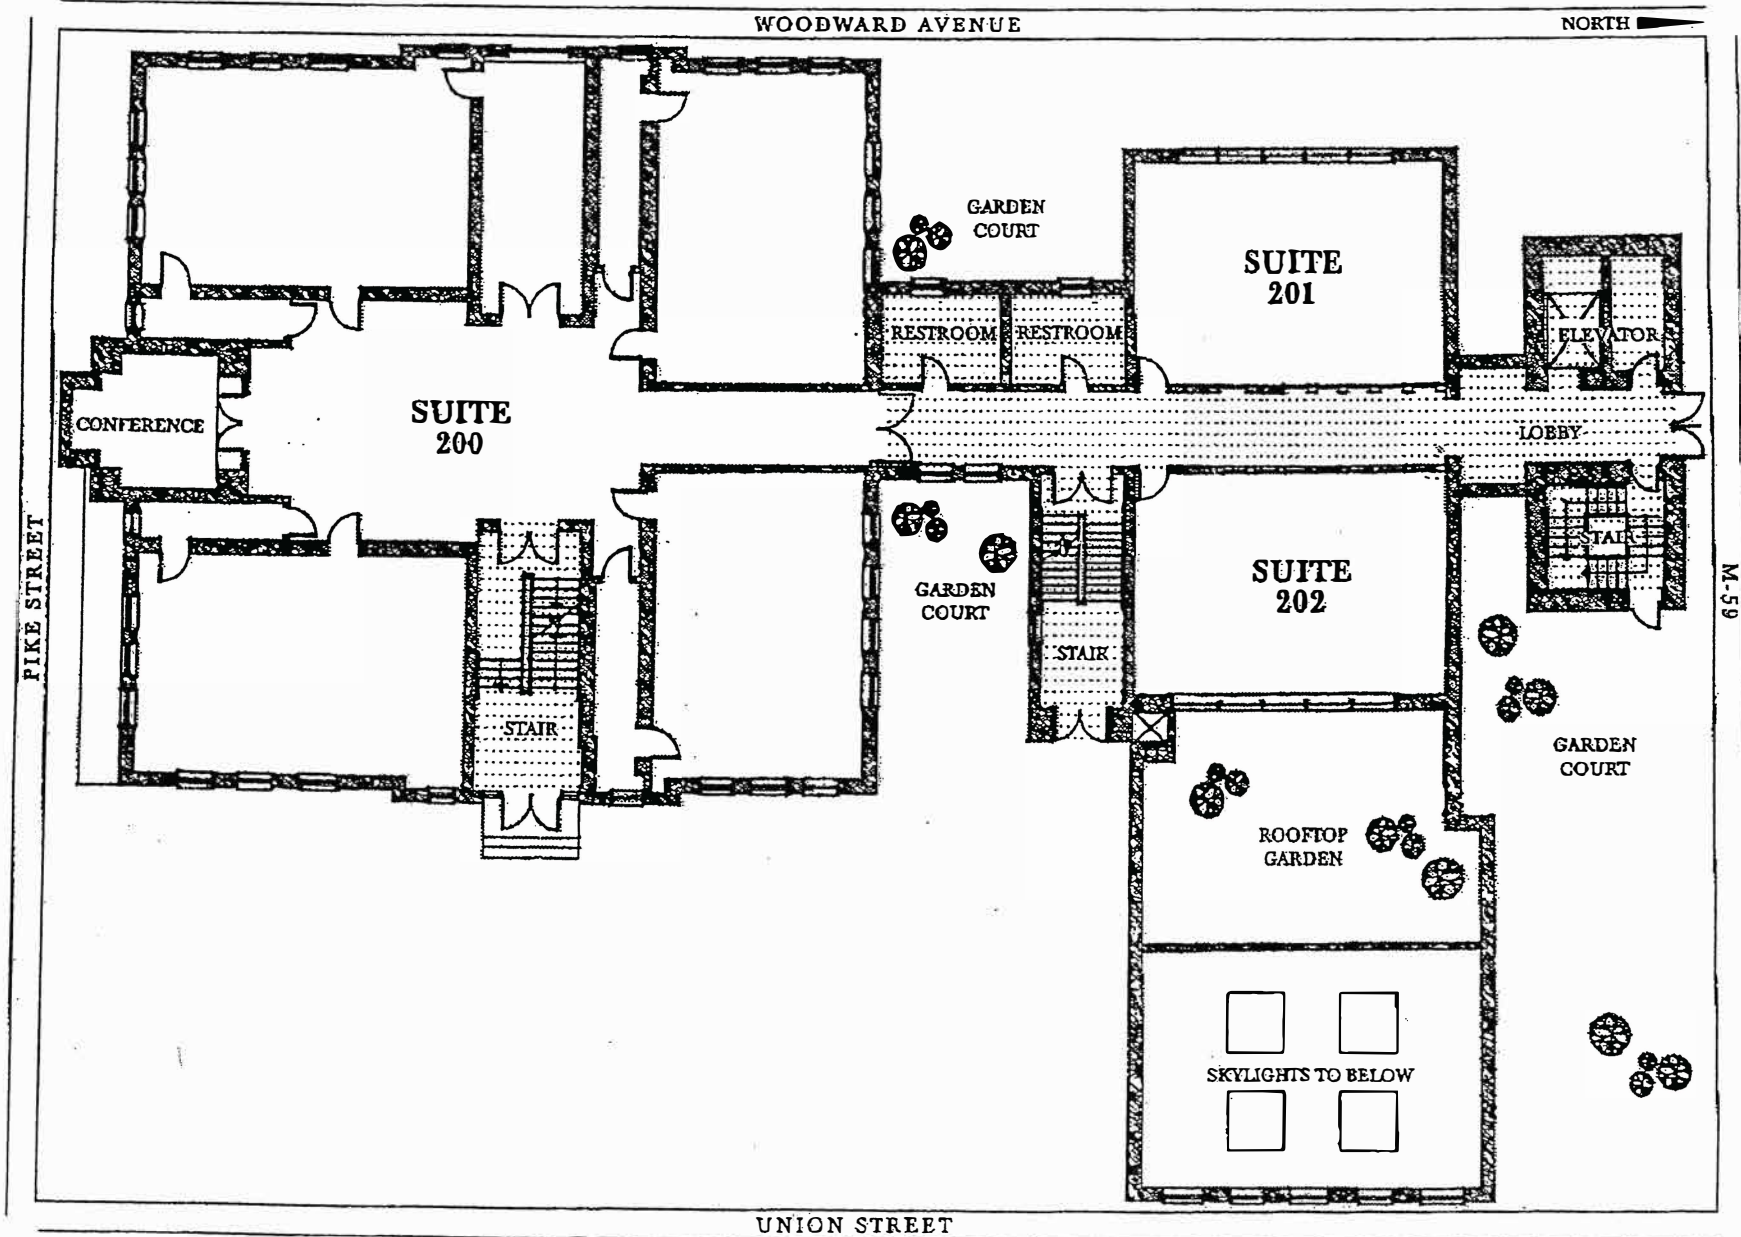 WOODWARD AVENUE
NORTH
GARDEN
COURT
SUITE
201
RESTROOM
RESTROOM
ELEVATOR
CONFERENCE
SUITE
200
LOBBY
GARDEN
COURT
SUITE
202
STAIR
STAIR
STAIR
PIKE STREET
M-59
GARDEN
COURT
ROOFTOP
GARDEN
SKYLIGHTS TO BELOW
UNION STREET